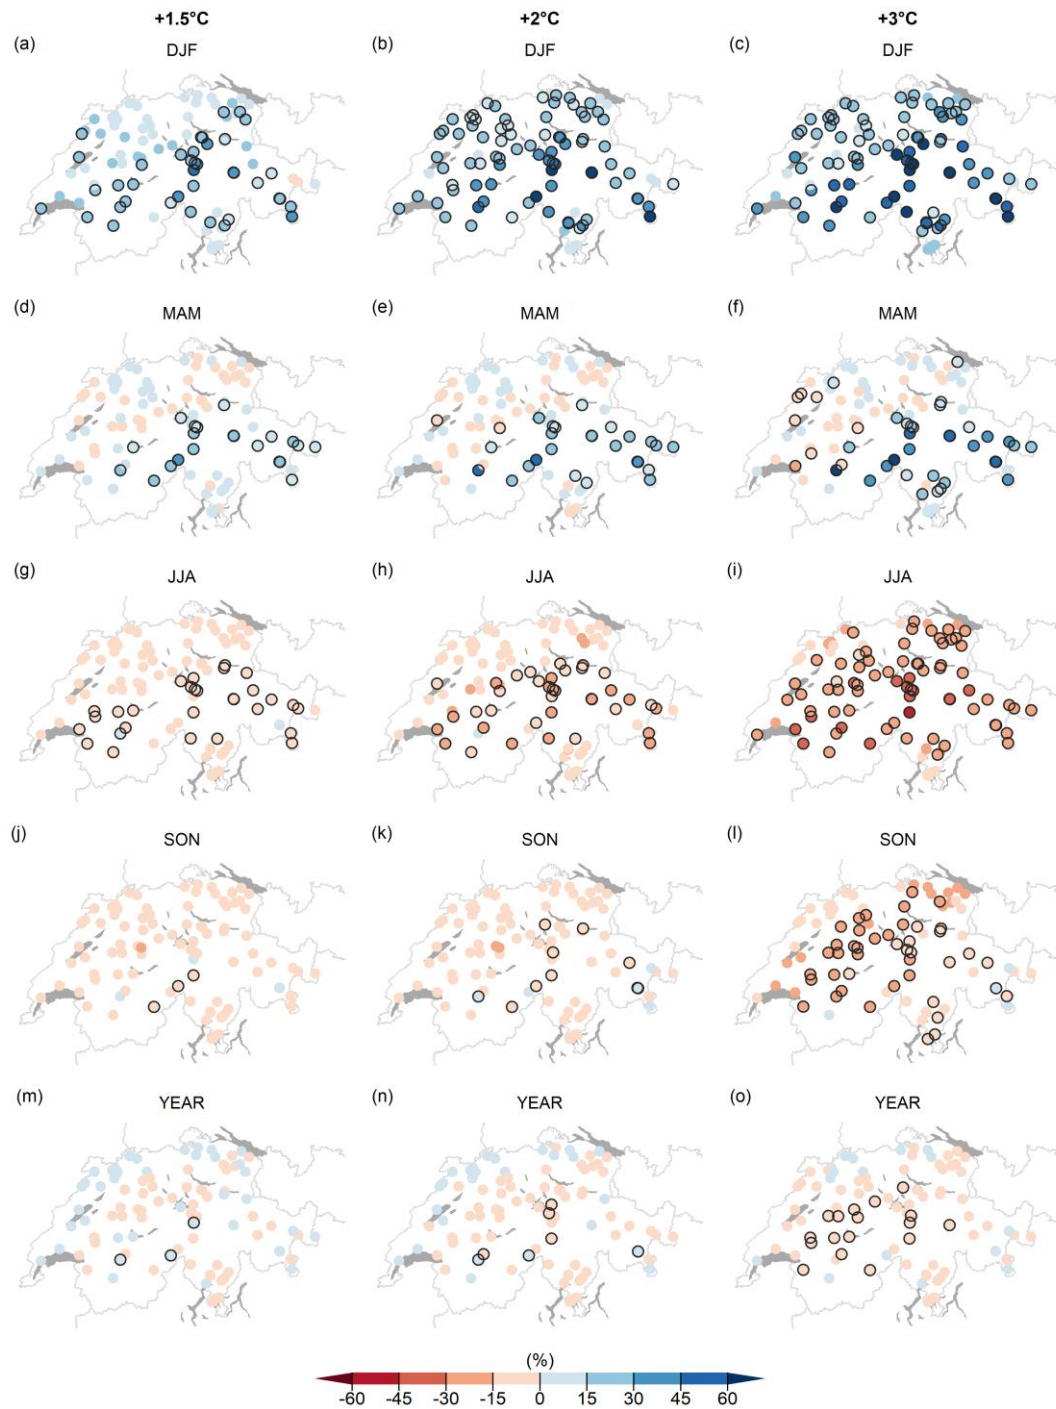 +1.5°C +2°C +3°C
(a) (b) (c)
DJF DJF DJF
(d) (e) (f)
MAM MAM MAM
(g) (h) (i)
JJA JJA JJA
(j) (k) (l)
SON SON SON
(m) (n) (o)
YEAR YEAR YEAR
(%)
-60 -45 -30 -15 0 15 30 45 60